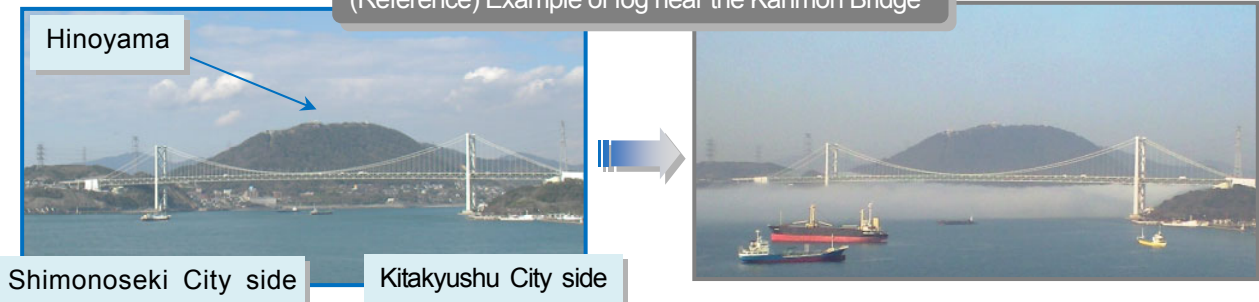 (Reference) Example of fog near the Kanmon Bridge
Hinoyama
Shimonoseki City side
Kitakyushu City side